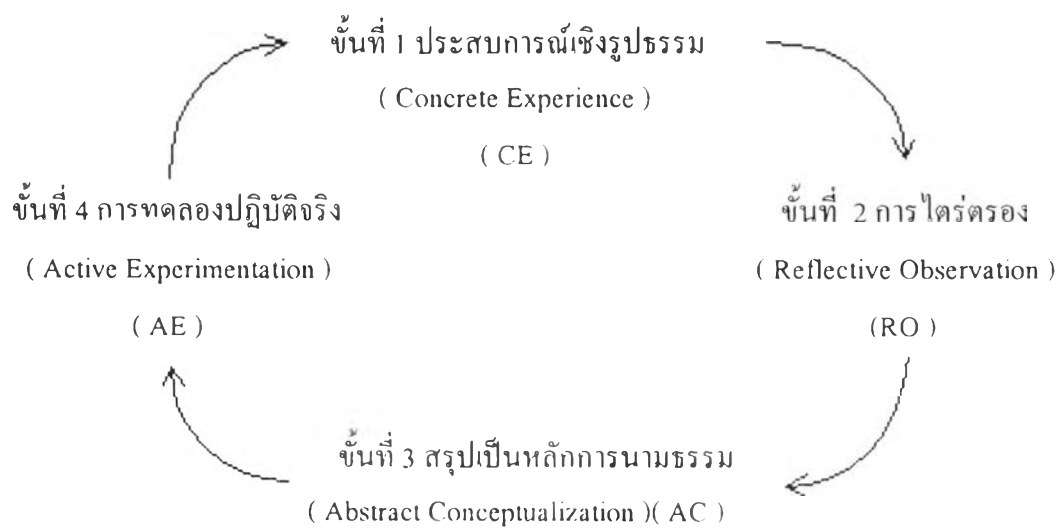 ขั้นที่ 1 ประสบการณ์เชิงรูปธรรม
( Concrete Experience )
( CE )
ขั้นที่ 4 การทดลองปฏิบัติจริง
( Active Experimentation )
( AE )
ขั้นที่ 2 การไตร่ตรอง
( Reflective Observation )
(RO )
ขั้นที่ 3 สรุปเป็นหลักการนามธรรม
( Abstract Conceptualization )( AC )